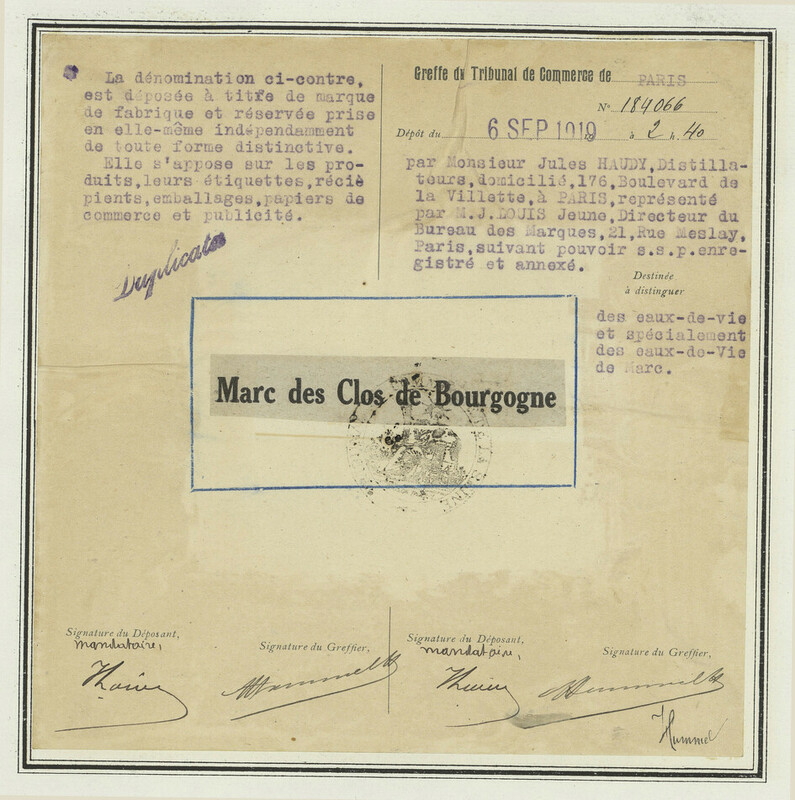 La dénomination ci-contre,
est déposée à titre de marque
de fabrique et réservée prise
en elle-même indépendamment
de toute forme distinctive.
Elle s'appose sur les pro-
duits,leurs étiquettes,réci
pients,emballages,papiers de
commerce et publicité.
Duplicata
Greffe du Tribunal de Commerce de PARIS
N° 184066
Dépôt du 6 SEP 1919 à 2 h. 40
par Monsieur Jules HAUDY,Distilla-
teurs,domicilié,176,Boulevard de
la Villette,à PARIS,représenté
par M.J.LOUIS Jeune,Directeur du
Bureau des Marques,21,Rue Meslay,
Paris,suivant pouvoir s.s.p.enre-
gistré et annexé.
Destinée
à distinguer
des eaux-de-vie
et spécialement
des eaux-de-Vie
de Marc.
Marc des Clos de Bourgogne
Signature du Déposant,
mandataire,
Signature du Greffier,
Signature du Déposant,
mandataire,
Signature du Greffier,
Hummel